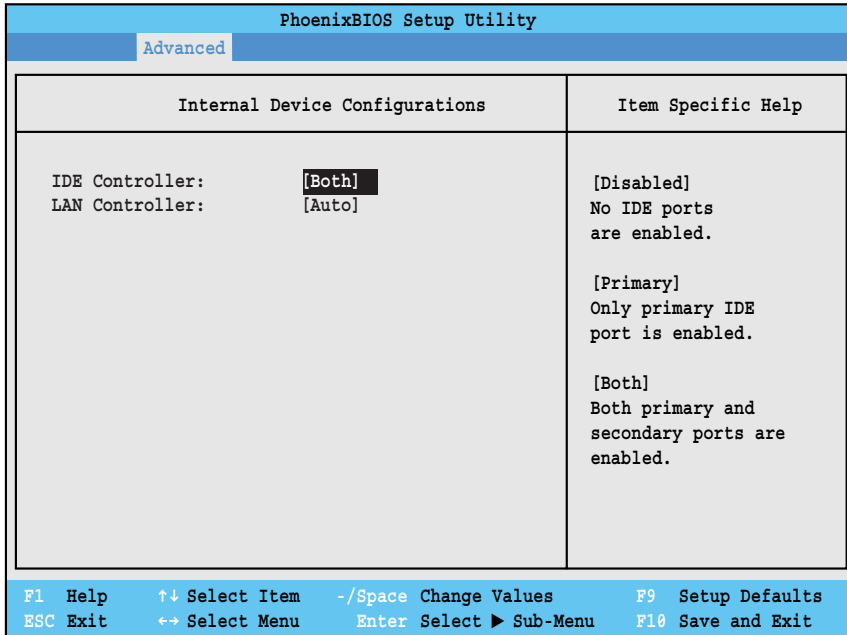 PhoenixBIOS Setup Utility
Advanced
Internal Device Configurations
Item Specific Help
IDE Controller: [Both]
LAN Controller: [Auto]
[Disabled]
No IDE ports
are enabled.
[Primary]
Only primary IDE
port is enabled.
[Both]
Both primary and
secondary ports are
enabled.
F1 Help ↑↓ Select Item -/Space Change Values F9 Setup Defaults
ESC Exit ←→ Select Menu Enter Select ▶ Sub-Menu F10 Save and Exit